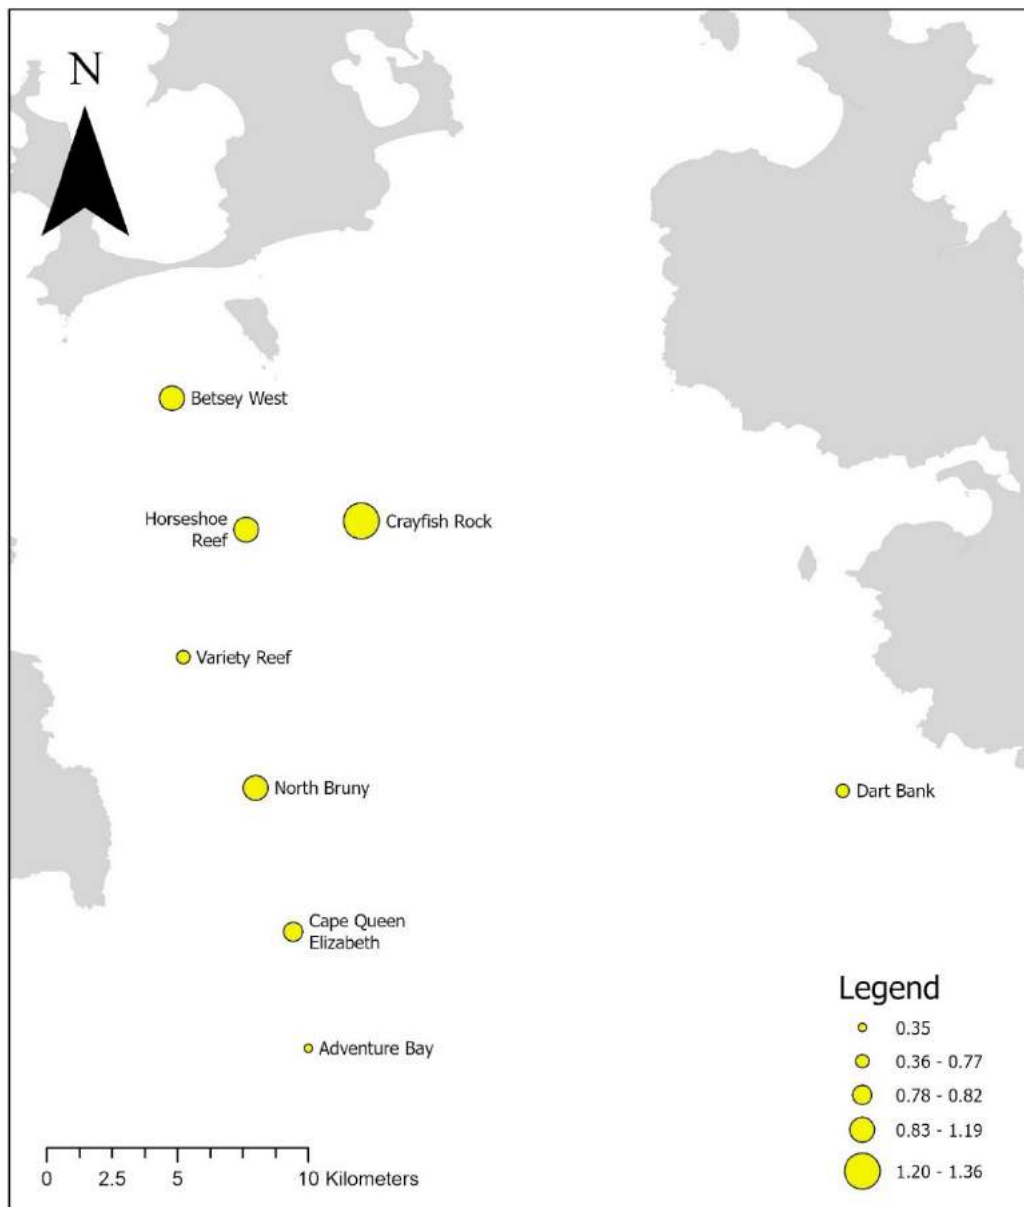 N
Betsey West
Horseshoe
Reef
Crayfish Rock
Variety Reef
North Bruny
Dart Bank
Cape Queen
Elizabeth
Adventure Bay
Legend
0.35
0.36 - 0.77
0.78 - 0.82
0.83 - 1.19
1.20 - 1.36
0 2.5 5 10 Kilometers